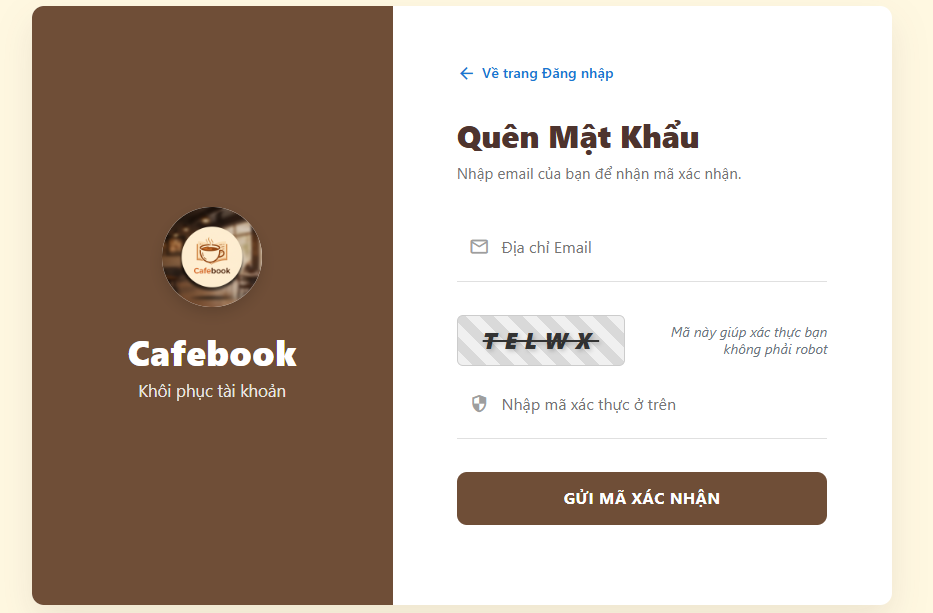 Cafebook
Cafebook
Khôi phục tài khoản
Về trang Đăng nhập
Quên Mật Khẩu
Nhập email của bạn để nhận mã xác nhận.
Địa chỉ Email
TELWX
Mã này giúp xác thực bạn
không phải robot
Nhập mã xác thực ở trên
GỬI MÃ XÁC NHẬN